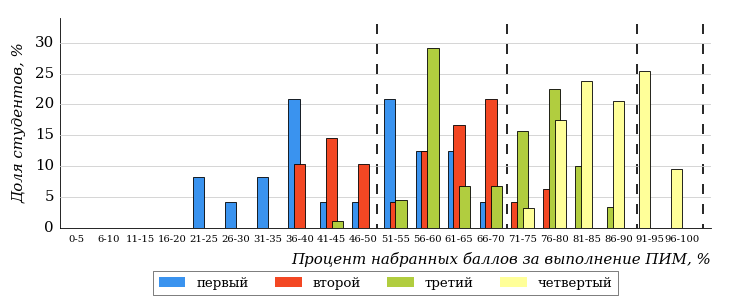 Доля студентов, %
30
25
20
15
10
5
0
0-5 6-10 11-15 16-20 21-25 26-30 31-35 36-40 41-45 46-50 51-55 56-60 61-65 66-70 71-75 76-80 81-85 86-90 91-95 96-100
Процент набранных баллов за выполнение ПИМ, %
первый второй третий четвертый